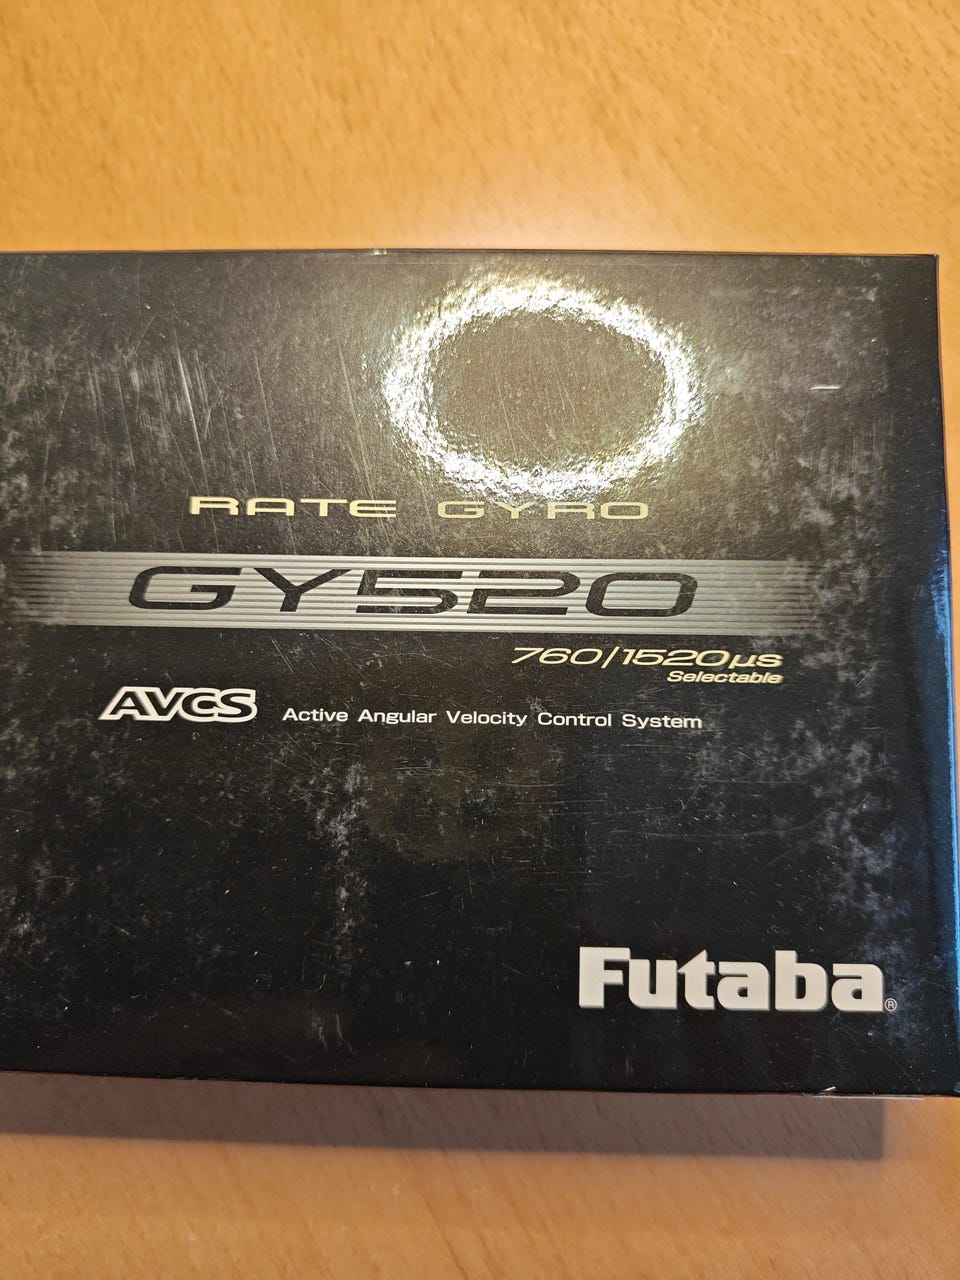 RATE GYRO
GY520
760/1520µs
Selectable
AVCS Active Angular Velocity Control System
Futaba®